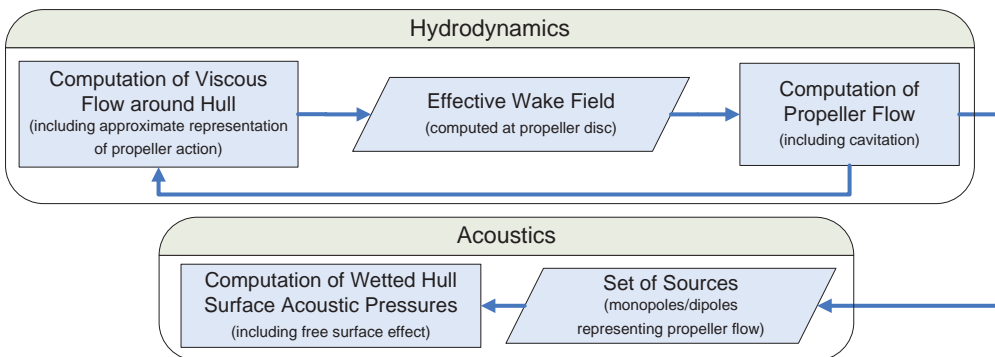 Hydrodynamics
Computation of Viscous
Flow around Hull
(including approximate representation
of propeller action)
Effective Wake Field
(computed at propeller disc)
Computation of
Propeller Flow
(including cavitation)
Acoustics
Computation of Wetted Hull
Surface Acoustic Pressures
(including free surface effect)
Set of Sources
(monopoles/dipoles
representing propeller flow)